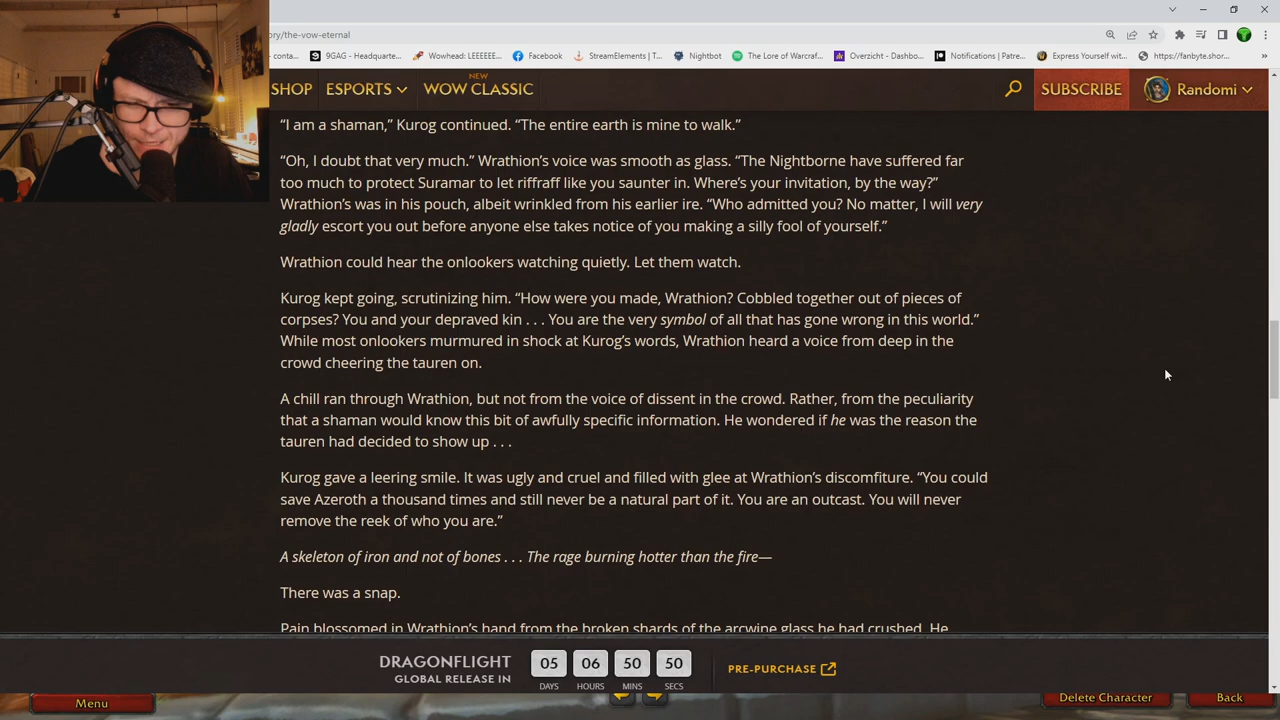 ory/the-vow-eternal
conta...
9GAG - Headquarte...
Wowhead: LEEEEEE...
Facebook
StreamElements | T...
Nightbot
The Lore of Warcraf...
Overzicht - Dashbo...
Notifications | Patre...
Express Yourself wit...
https://fanbyte.shor...
»
NEW
SHOP ESPORTS WOW CLASSIC SUBSCRIBE Randomi
“I am a shaman,” Kurog continued. “The entire earth is mine to walk.”
“Oh, I doubt that very much.” Wrathion’s voice was smooth as glass. “The Nightborne have suffered far
too much to protect Suramar to let riffraff like you saunter in. Where’s your invitation, by the way?”
Wrathion’s was in his pouch, albeit wrinkled from his earlier ire. “Who admitted you? No matter, I will very
gladly escort you out before anyone else takes notice of you making a silly fool of yourself.”
Wrathion could hear the onlookers watching quietly. Let them watch.
Kurog kept going, scrutinizing him. “How were you made, Wrathion? Cobbled together out of pieces of
corpses? You and your depraved kin . . . You are the very symbol of all that has gone wrong in this world.”
While most onlookers murmured in shock at Kurog’s words, Wrathion heard a voice from deep in the
crowd cheering the tauren on.
A chill ran through Wrathion, but not from the voice of dissent in the crowd. Rather, from the peculiarity
that a shaman would know this bit of awfully specific information. He wondered if he was the reason the
tauren had decided to show up . . .
Kurog gave a leering smile. It was ugly and cruel and filled with glee at Wrathion’s discomfiture. “You could
save Azeroth a thousand times and still never be a natural part of it. You are an outcast. You will never
remove the reek of who you are.”
A skeleton of iron and not of bones . . . The rage burning hotter than the fire—
There was a snap.
Pain blossomed in Wrathion’s hand from the broken shards of the arcwine glass he had crushed. He
DRAGONFLIGHT
GLOBAL RELEASE IN
05 06 50 50
DAYS HOURS MINS SECS
PRE-PURCHASE
Menu
Delete Character
Back